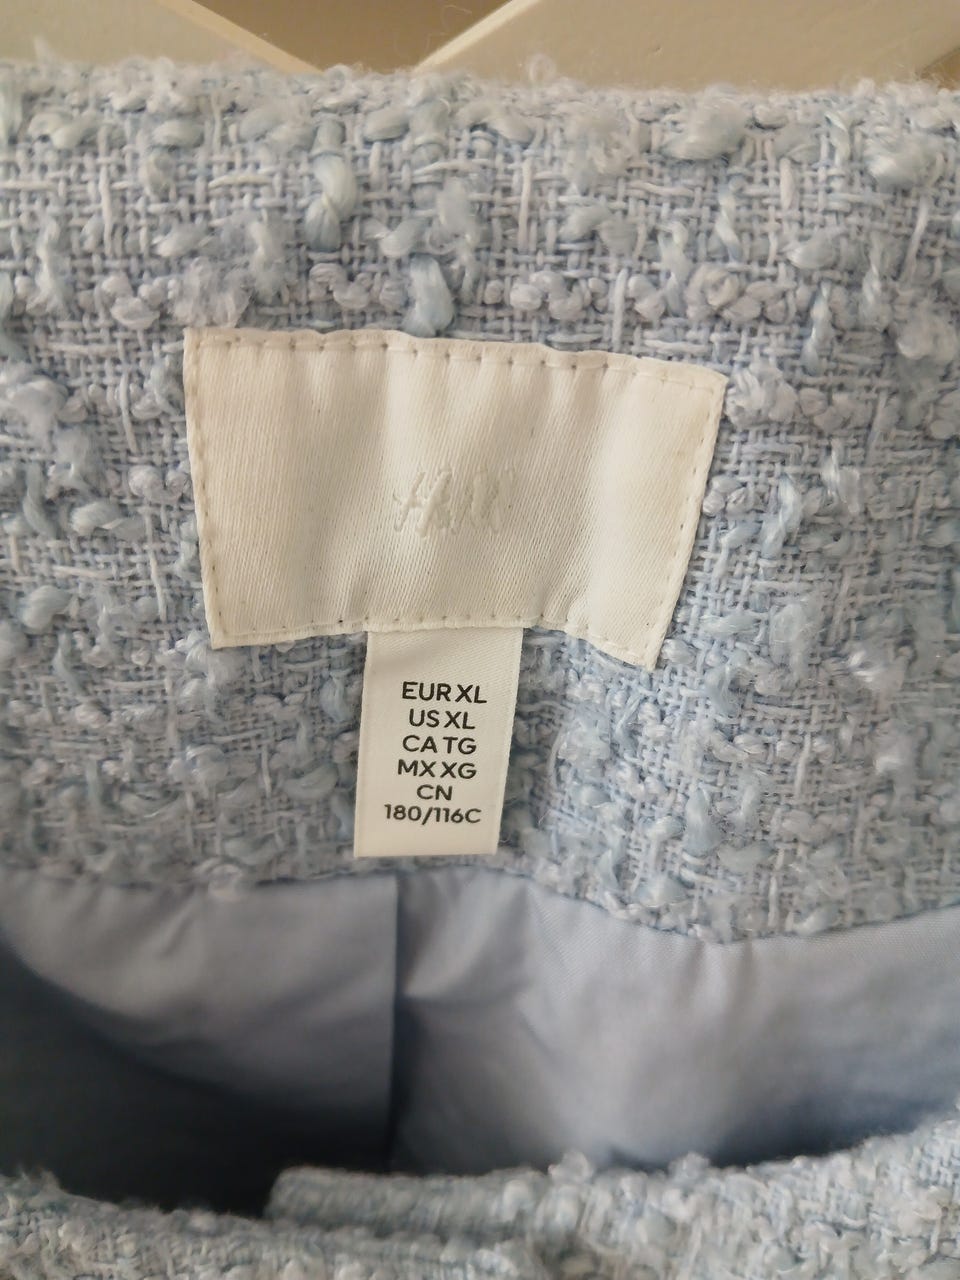 H&M
EUR XL
US XL
CA TG
MX XG
CN
180/116C